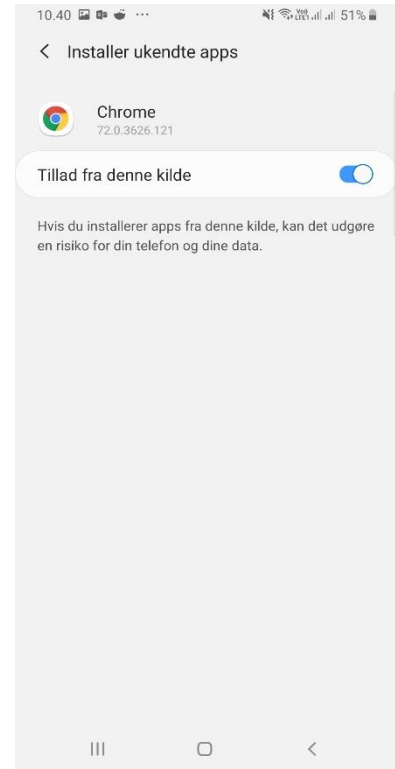 10.40 51%
Installer ukendte apps
Chrome
72.0.3626.121
Tillad fra denne kilde
Hvis du installerer apps fra denne kilde, kan det udgøre
en risiko for din telefon og dine data.